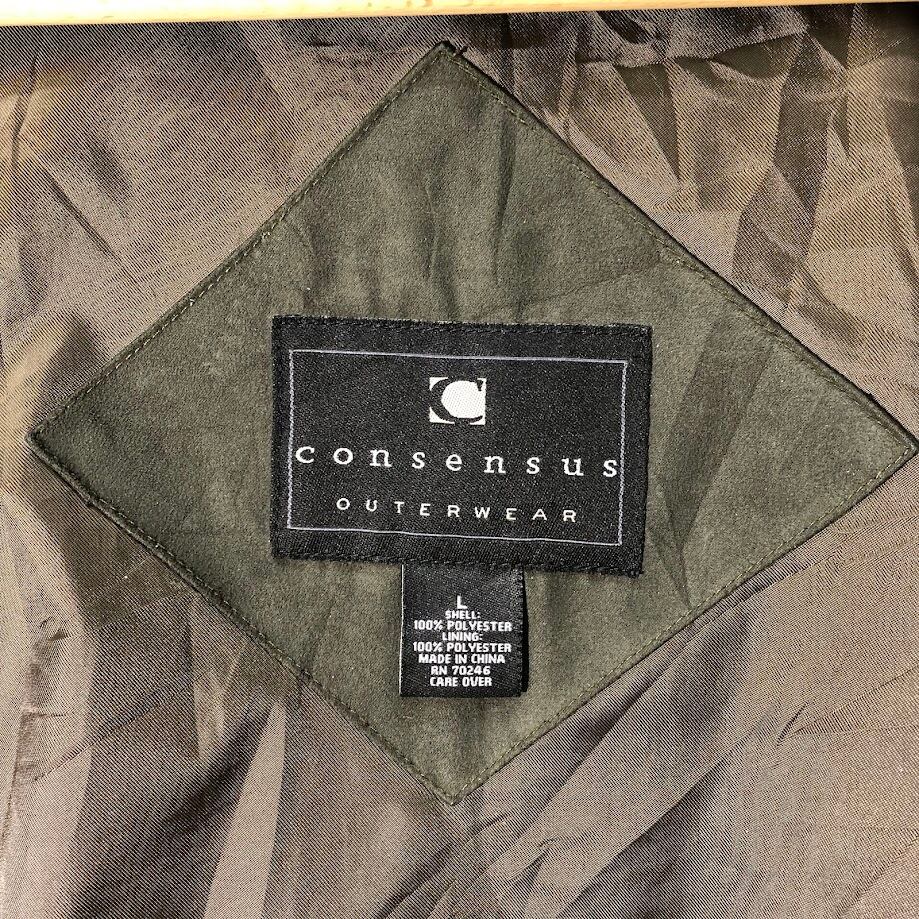 C
consensus
OUTERWEAR
L
SHELL:
100% POLYESTER
LINING:
100% POLYESTER
MADE IN CHINA
RN 70246
CARE OVER